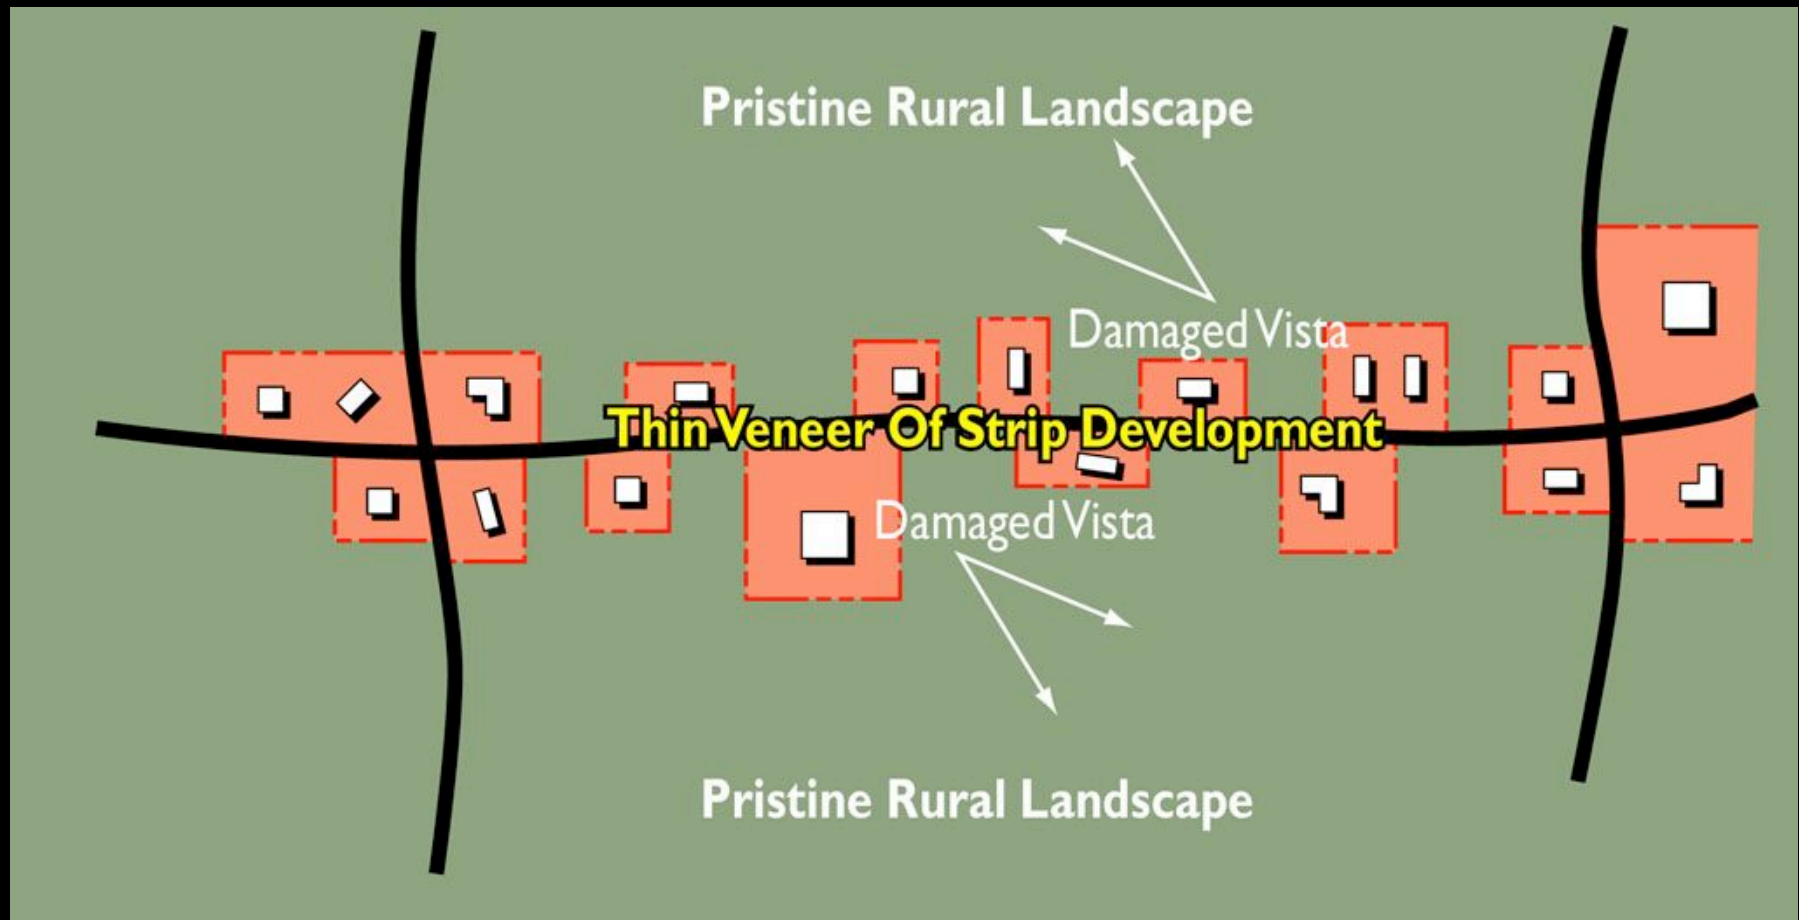 Pristine Rural Landscape
Damaged Vista
Thin Veneer Of Strip Development
Damaged Vista
Pristine Rural Landscape